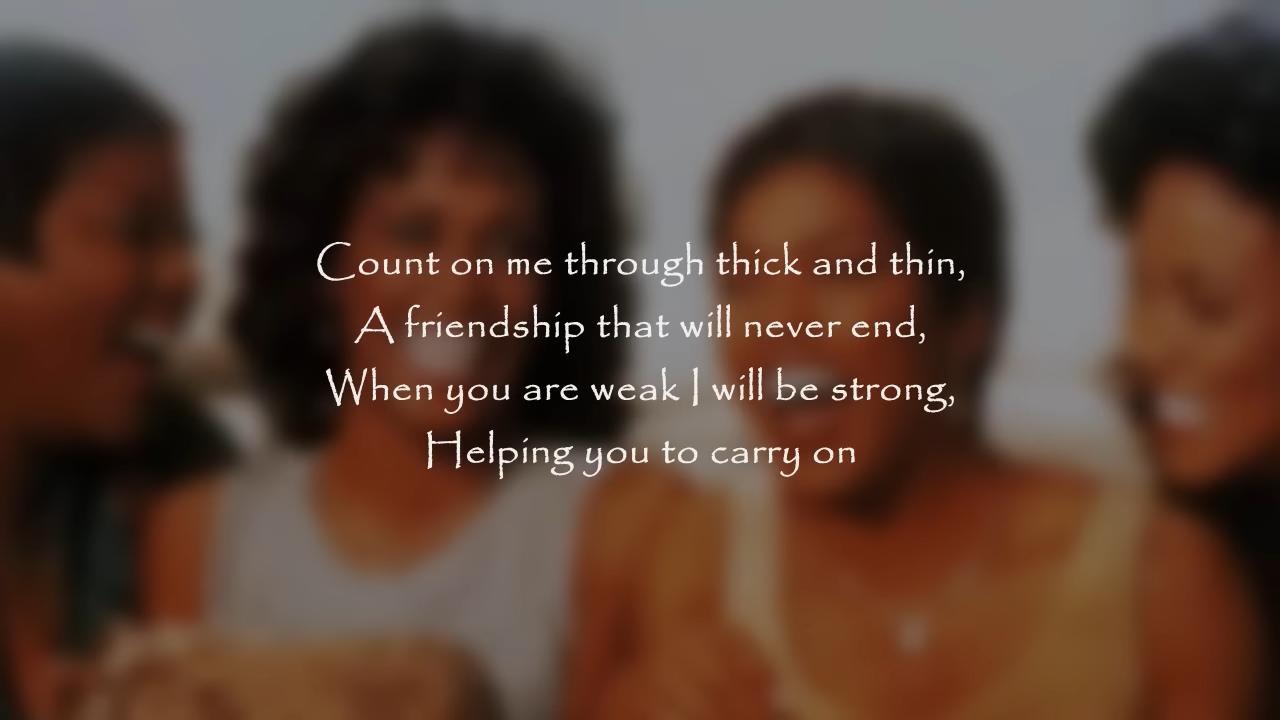 Count on me through thick and thin,
A friendship that will never end,
When you are weak I will be strong,
Helping you to carry on